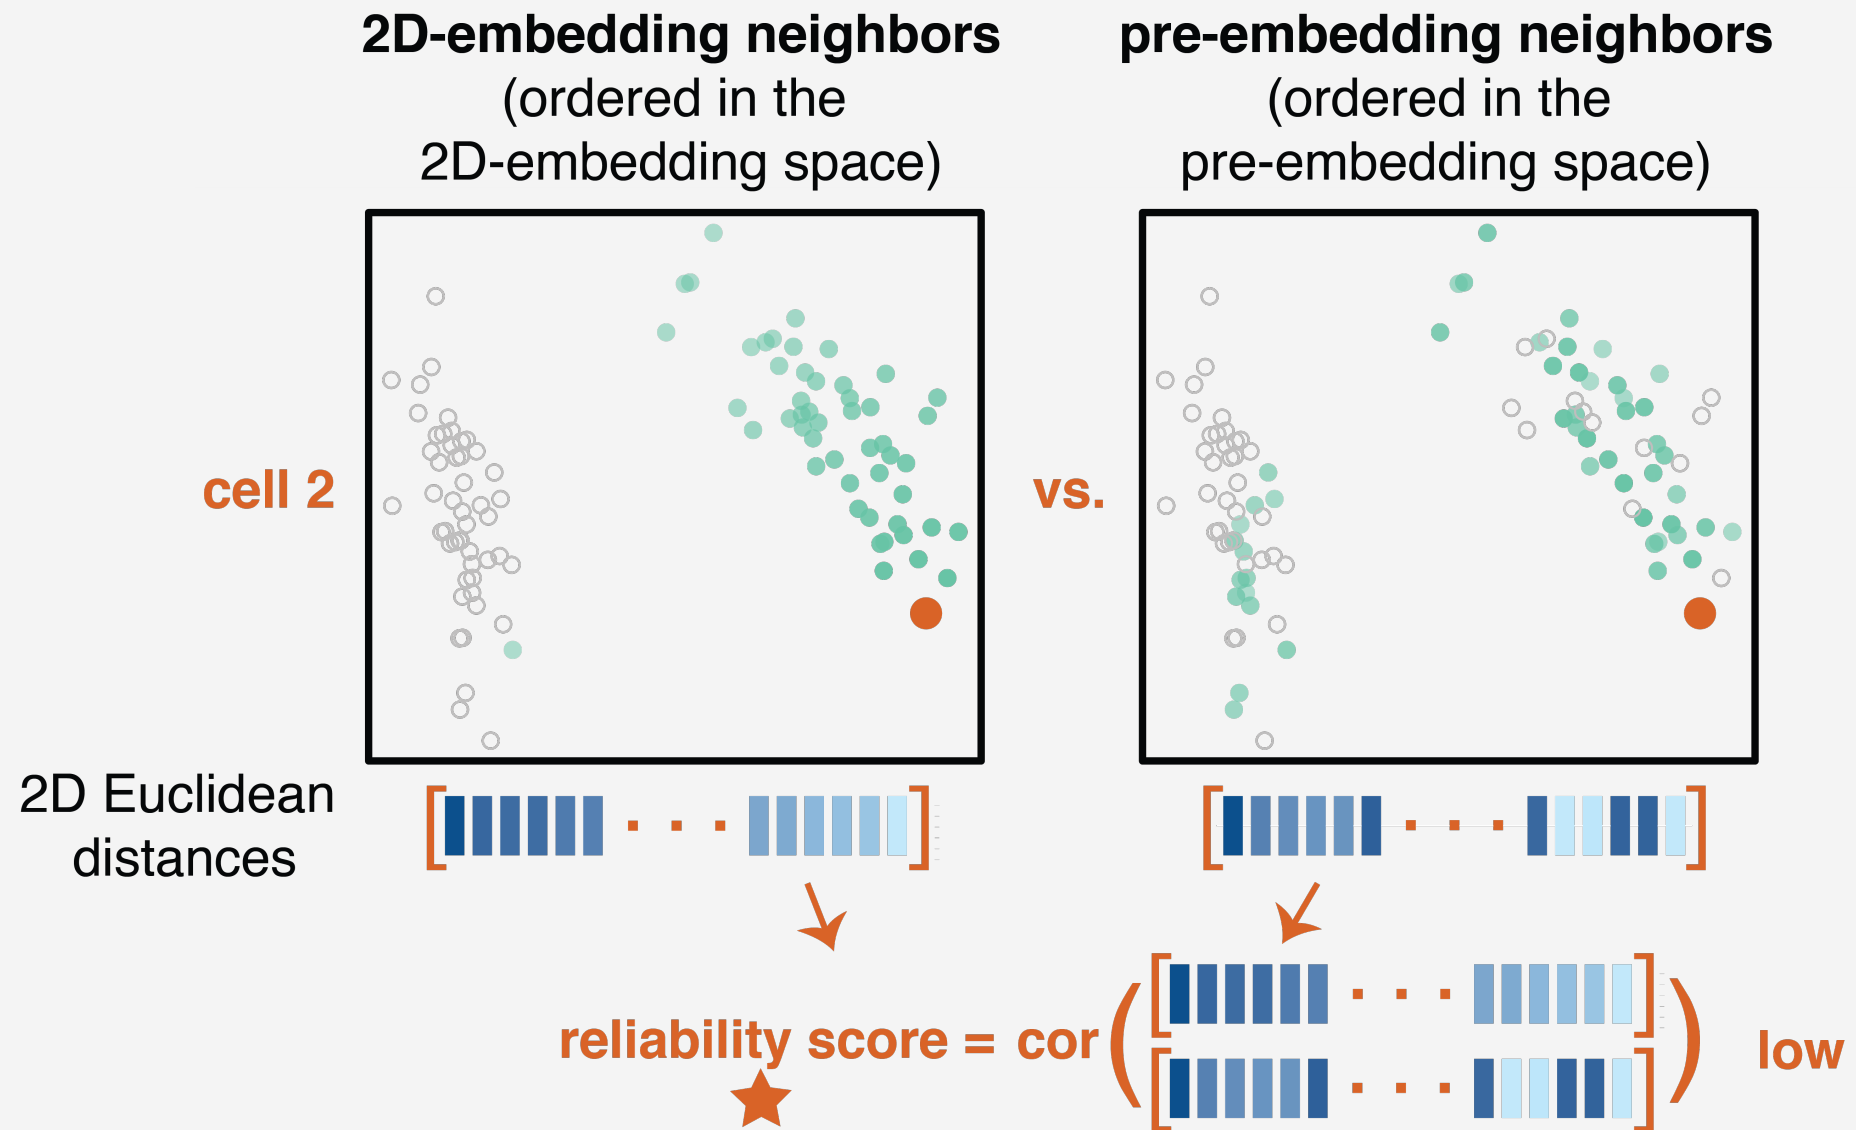 2D-embedding neighbors
(ordered in the
2D-embedding space)
pre-embedding neighbors
(ordered in the
pre-embedding space)
cell 2
vs.
2D Euclidean
distances
[ . . . ]
[ . . . ]
reliability score = cor ( [ . . . ]
[ . . . ] )
low